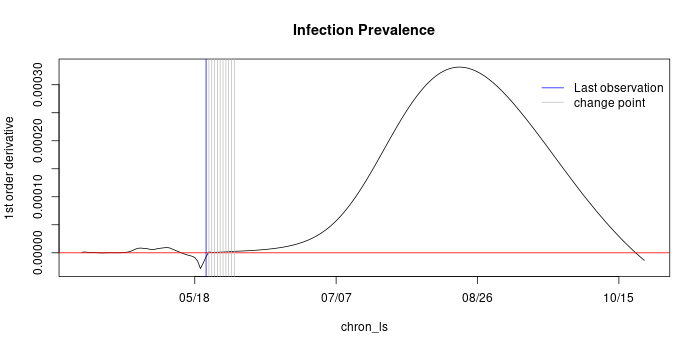 Infection Prevalence
1st order derivative
0.00030
0.00020
0.00010
0.00000
Last observation
change point
05/18
07/07
08/26
10/15
chron_ls